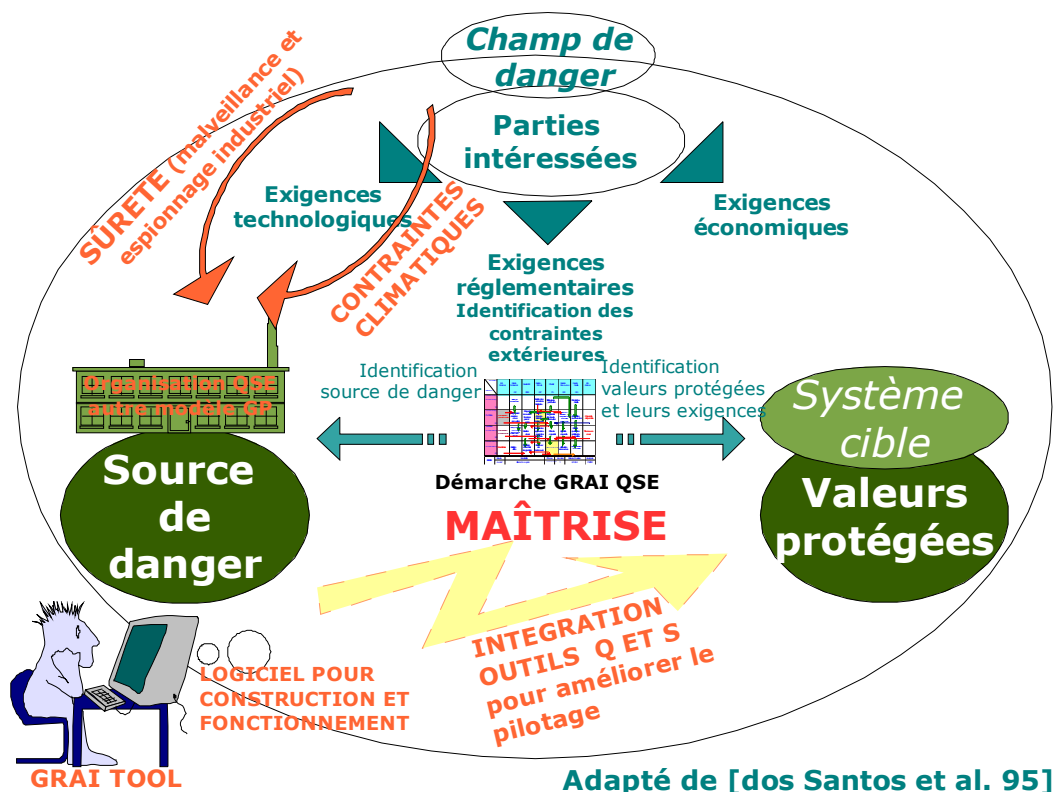 Champ de
danger
Parties
intéressées
SÛRETE (malveillance et
espionnage industriel)
Exigences
technologiques
CONTRAINTES
CLIMATIQUES
Exigences
économiques
Exigences
réglementaires
Identification des
contraintes
extérieures
Identification
source de danger
Identification
valeurs protégées
et leurs exigences
Organisation QSE
autre modèle GP
Source
de
danger
Démarche GRAI QSE
MAÎTRISE
Système
cible
Valeurs
protégées
INTEGRATION
OUTILS Q ET S
pour améliorer le
pilotage
LOGICIEL POUR
CONSTRUCTION ET
FONCTIONNEMENT
GRAI TOOL
Adapté de [dos Santos et al. 95]